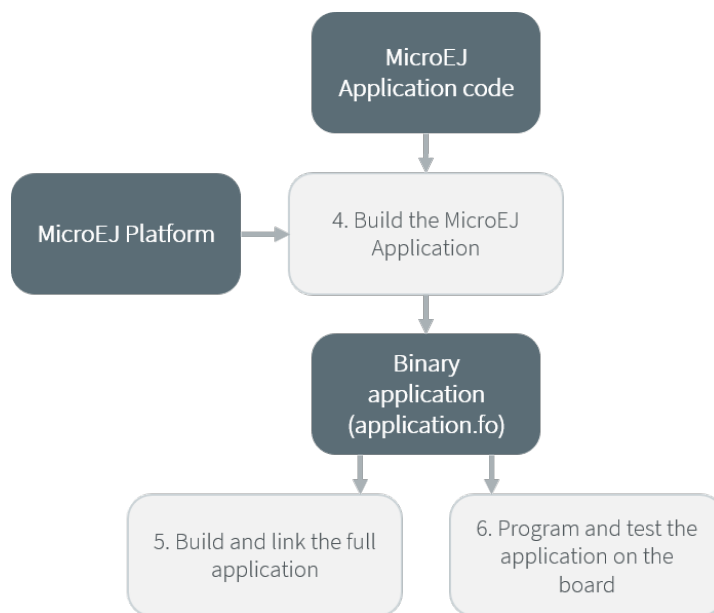 MicroEJ
Application code
MicroEJ Platform
4. Build the MicroEJ
Application
Binary
application
(application.fo)
5. Build and link the full
application
6. Program and test the
application on the
board